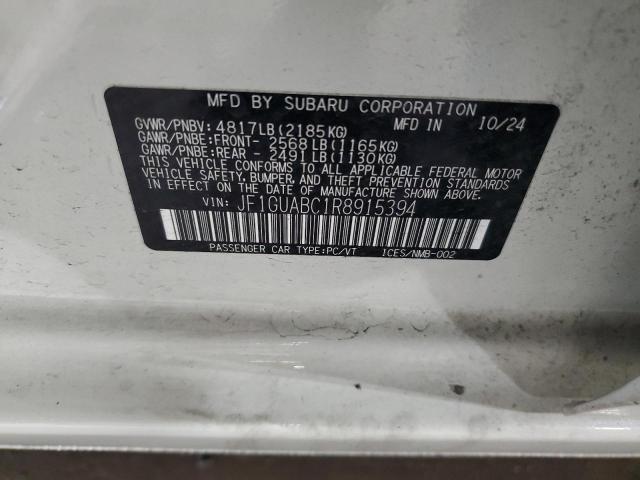 MFD BY SUBARU CORPORATION
GVWR/PNBV: 4817LB(2185KG) MFD IN 10/24
GAWR/PNBE:FRONT- 2568LB(1165KG)
GAWR/PNBE:REAR - 2491LB(1130KG)
THIS VEHICLE CONFORMS TO ALL APPLICABLE FEDERAL MOTOR
VEHICLE SAFETY, BUMPER, AND THEFT PREVENTION STANDARDS
IN EFFECT ON THE DATE OF MANUFACTURE SHOWN ABOVE.
VIN: JF1GUABC1R8915394
PASSENGER CAR TYPE:PC/VT ICES/NMB-002